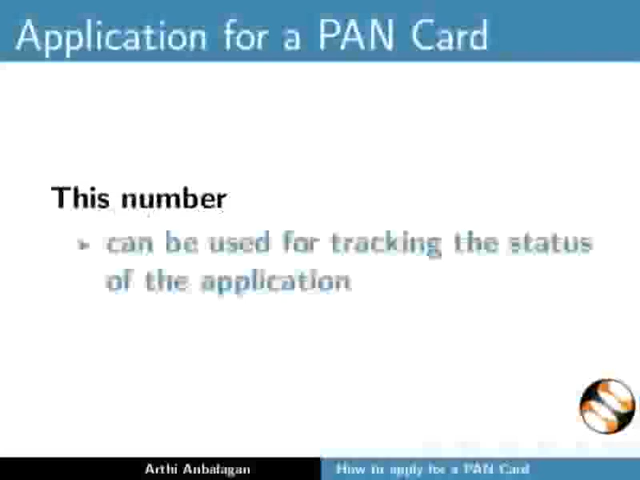 Application for a PAN Card
This number
can be used for tracking the status
of the application
Arthi Anbalagan
How to apply for a PAN Card